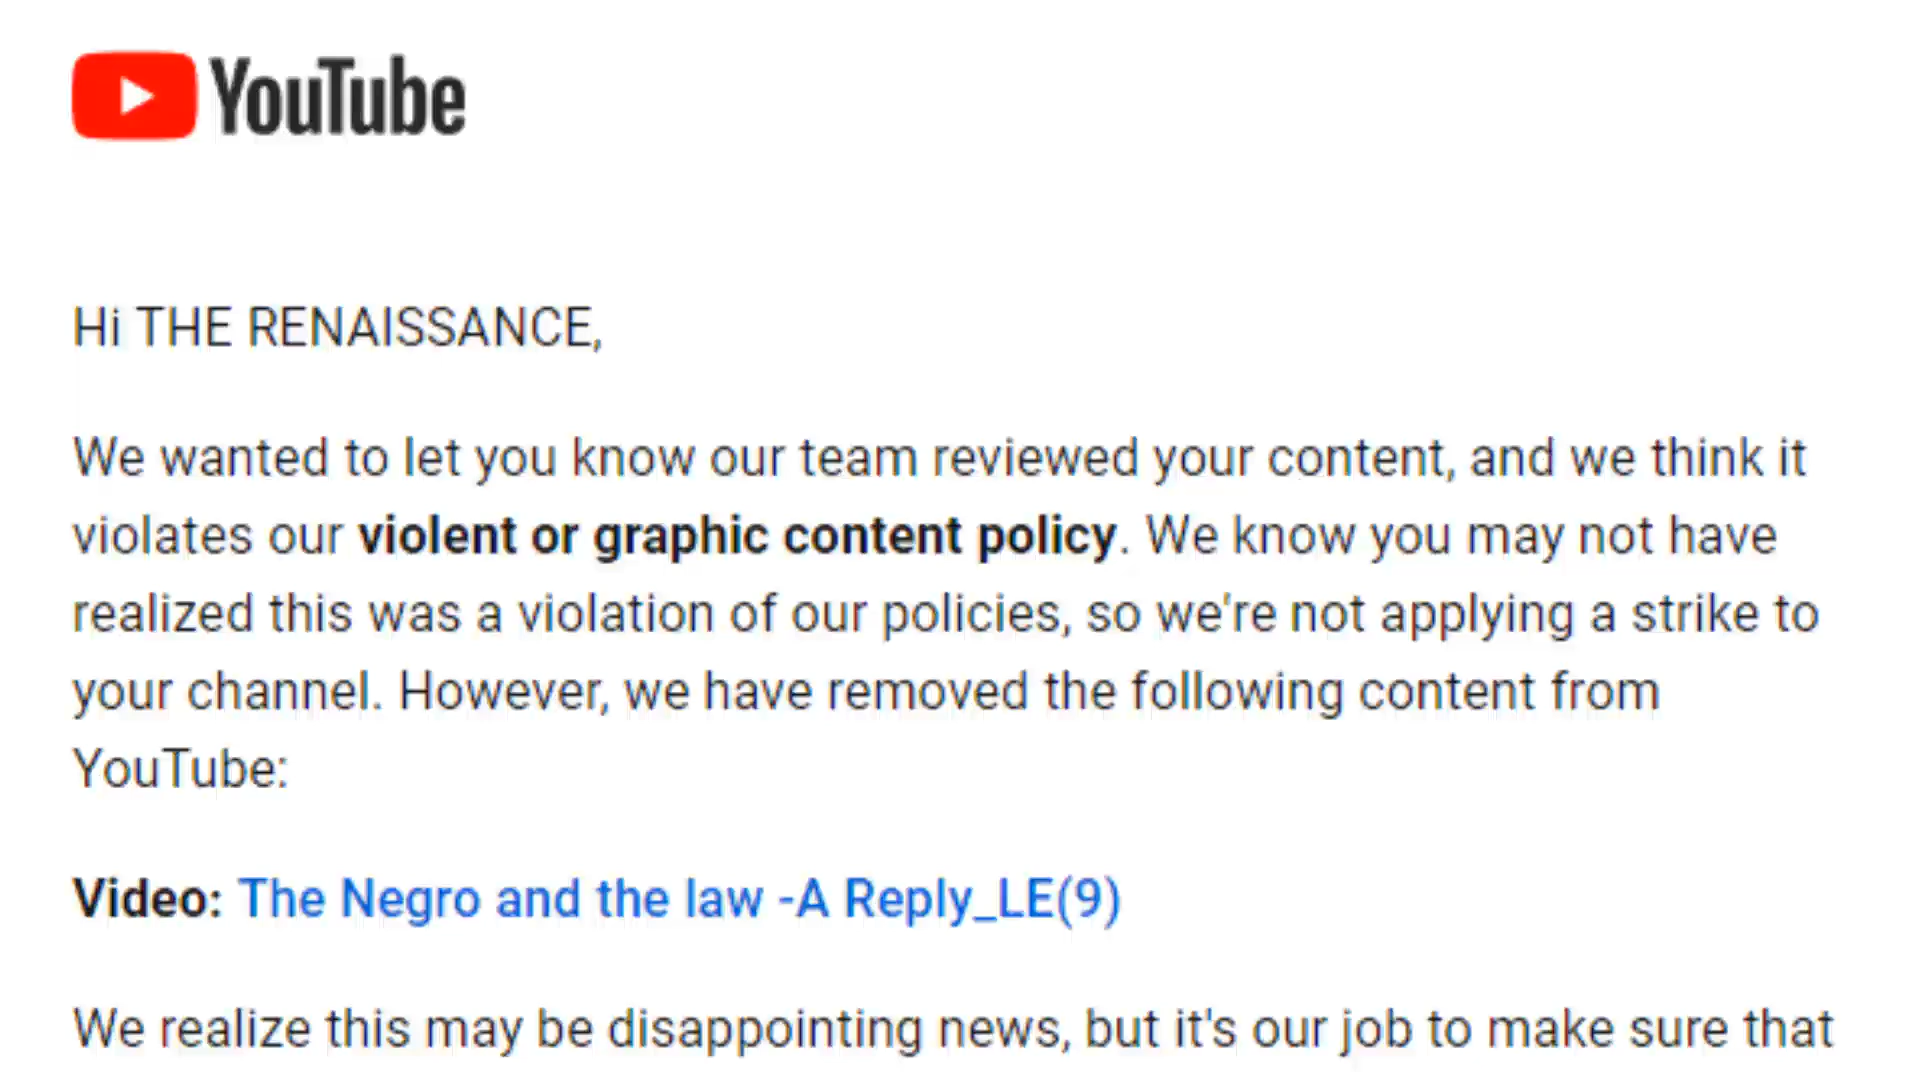 YouTube
Hi THE RENAISSANCE,
We wanted to let you know our team reviewed your content, and we think it
violates our violent or graphic content policy. We know you may not have
realized this was a violation of our policies, so we're not applying a strike to
your channel. However, we have removed the following content from
YouTube:
Video: The Negro and the law -A Reply_LE(9)
We realize this may be disappointing news, but it's our job to make sure that